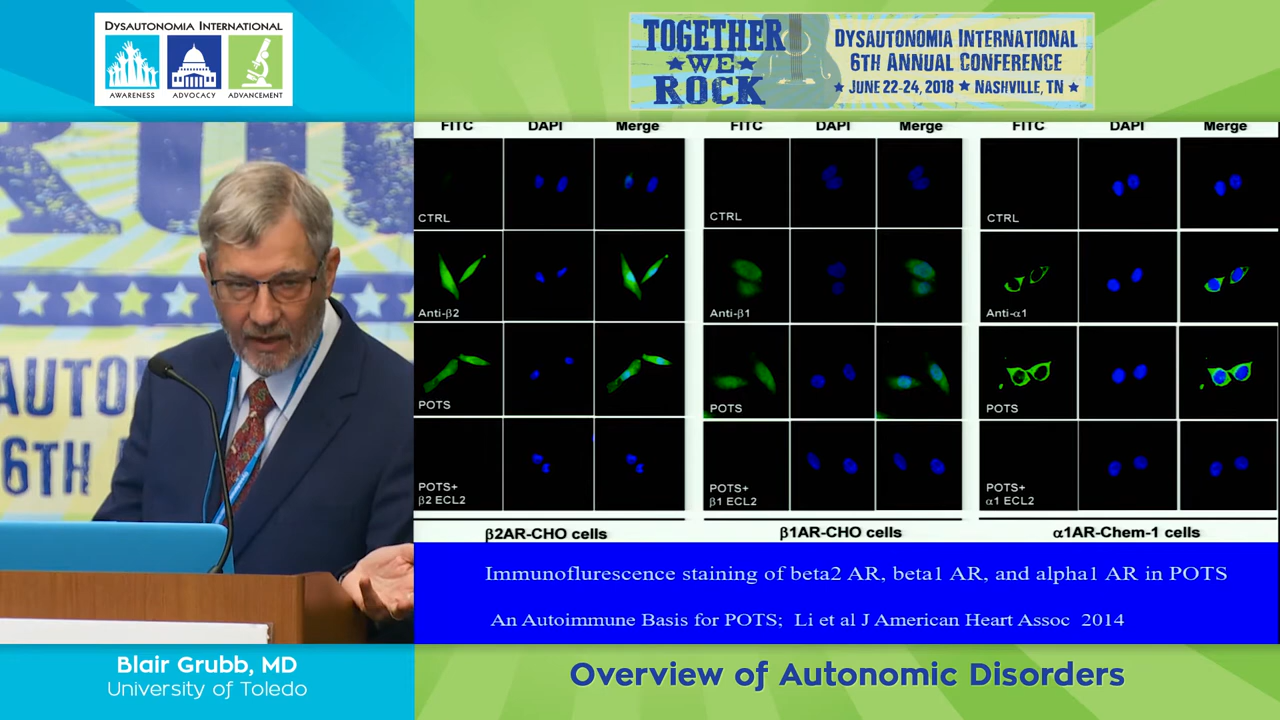 DYSAUTONOMIA INTERNATIONAL
AWARENESS ADVOCACY ADVANCEMENT
TOGETHER
WE
ROCK
DYSAUTONOMIA INTERNATIONAL
6TH ANNUAL CONFERENCE
JUNE 22-24, 2018 NASHVILLE, TN
AUTO
6TH
FITC DAPI Merge FITC DAPI Merge FITC DAPI Merge
CTRL CTRL CTRL
Anti-β2 Anti-β1 Anti-α1
POTS POTS POTS
POTS+ POTS+ POTS+
β2 ECL2 β1 ECL2 α1 ECL2
β2AR-CHO cells β1AR-CHO cells α1AR-Chem-1 cells
Immunoflurescence staining of beta2 AR, beta1 AR, and alpha1 AR in POTS
An Autoimmune Basis for POTS; Li et al J American Heart Assoc 2014
Blair Grubb, MD
University of Toledo
Overview of Autonomic Disorders